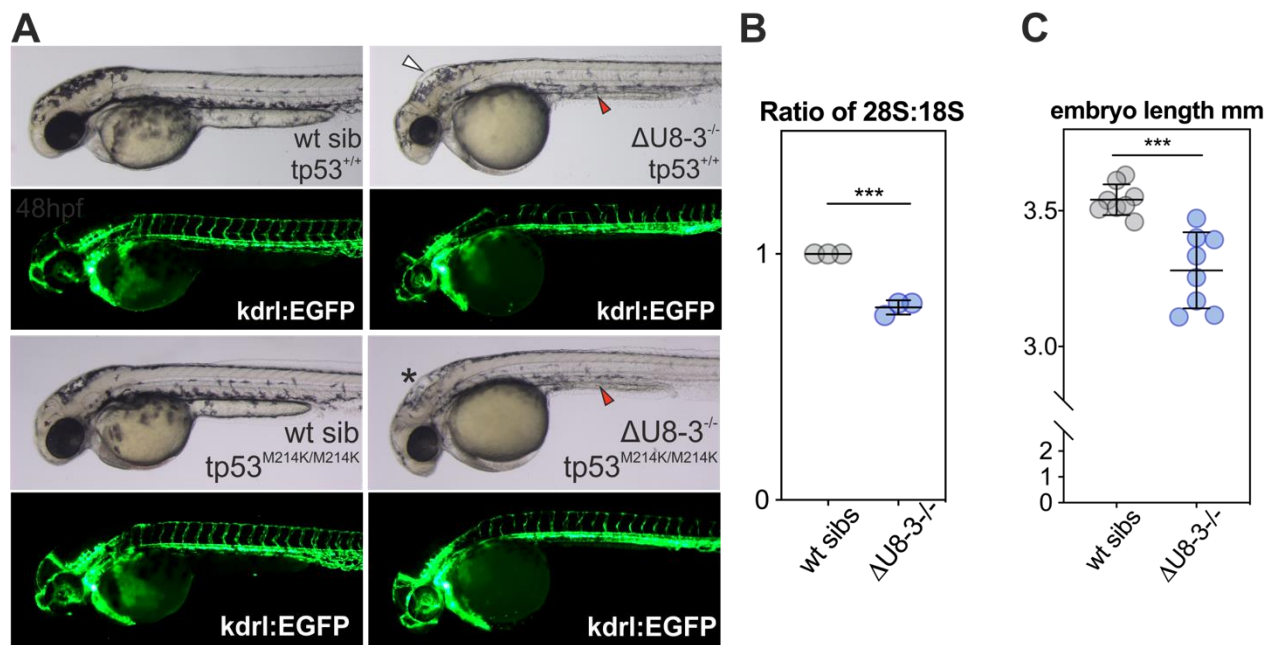 A
wt sib
tp53+/+
ΔU8-3-/-
tp53+/+
48hpf
kdrl:EGFP
kdrl:EGFP
wt sib
tp53M214K/M214K
*
ΔU8-3-/-
tp53M214K/M214K
kdrl:EGFP
kdrl:EGFP
B
Ratio of 28S:18S
***
1
0
wt sibs
ΔU8-3-/-
C
embryo length mm
***
3.5
3.0
2
1
0
wt sibs
ΔU8-3-/-